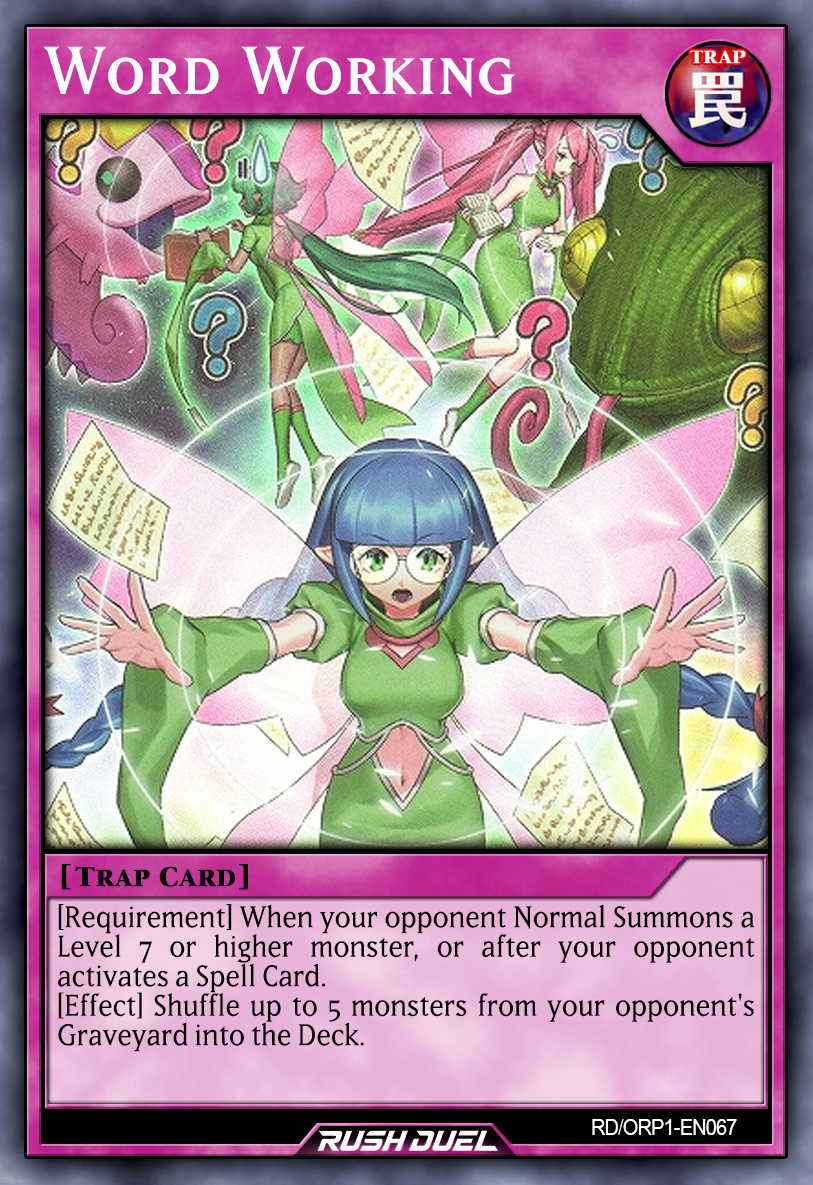 WORD WORKING
TRAP
罠
? ?
?
?
?
?
[TRAP CARD]
[Requirement] When your opponent Normal Summons a
Level 7 or higher monster, or after your opponent
activates a Spell Card.
[Effect] Shuffle up to 5 monsters from your opponent's
Graveyard into the Deck.
RD/ORP1-EN067
RUSH DUEL